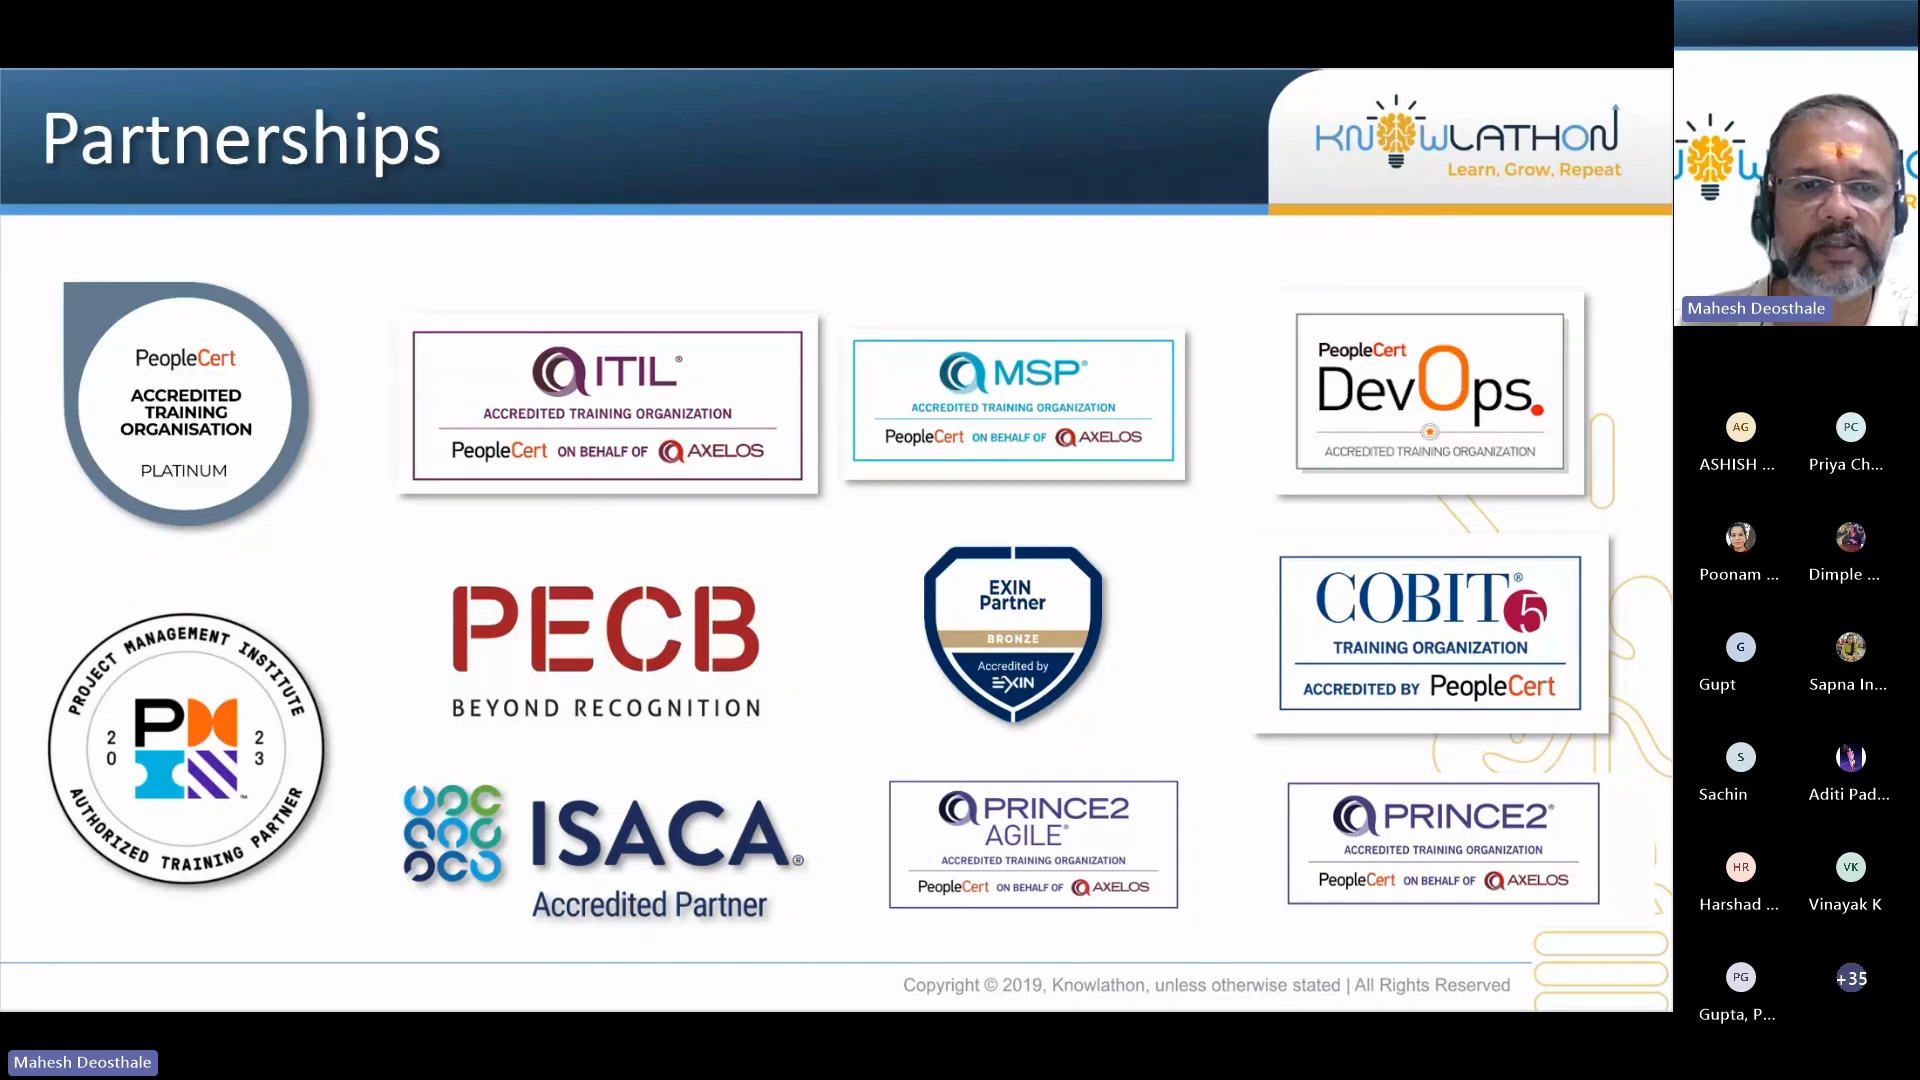 Partnerships
KNOWLATHON
Learn, Grow, Repeat
PeopleCert
ACCREDITED
TRAINING
ORGANISATION
PLATINUM
ITIL®
ACCREDITED TRAINING ORGANIZATION
PeopleCert ON BEHALF OF AXELOS
MSP®
ACCREDITED TRAINING ORGANIZATION
PeopleCert ON BEHALF OF AXELOS
PeopleCert
DevOps.
ACCREDITED TRAINING ORGANIZATION
PROJECT MANAGEMENT INSTITUTE
2023
PM
AUTHORIZED TRAINING PARTNER
PECB
BEYOND RECOGNITION
EXIN
Partner
BRONZE
Accredited by
EXIN
COBIT® 5
TRAINING ORGANIZATION
ACCREDITED BY PeopleCert
ISACA®
Accredited Partner
PRINCE2
AGILE®
ACCREDITED TRAINING ORGANIZATION
PeopleCert ON BEHALF OF AXELOS
PRINCE2®
ACCREDITED TRAINING ORGANIZATION
PeopleCert ON BEHALF OF AXELOS
Copyright © 2019, Knowlathon, unless otherwise stated | All Rights Reserved
Mahesh Deosthale
Mahesh Deosthale
AG
ASHISH ...
PC
Priya Ch...
Poonam ...
Dimple ...
G
Gupt
Sapna In...
S
Sachin
Aditi Pad...
HR
Harshad ...
VK
Vinayak K
PG
Gupta, P...
+35